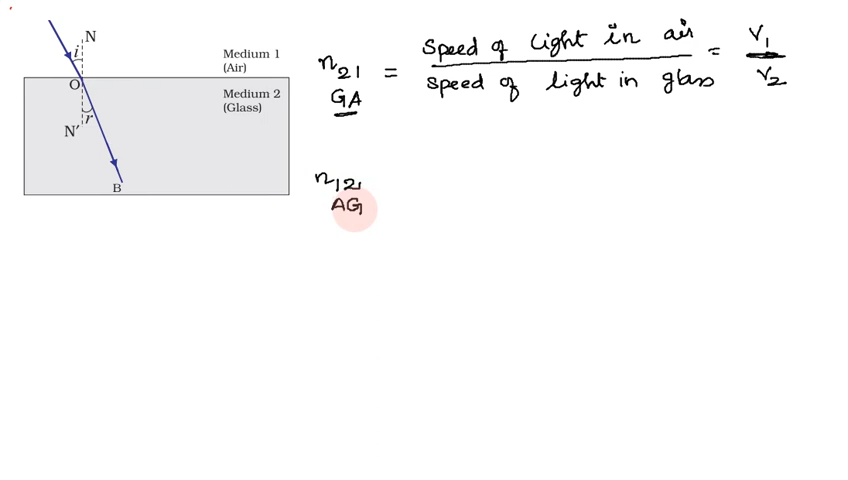 N
i
Medium 1
(Air)
O
Medium 2
(Glass)
r
N′
B
n21 = Speed of light in air / speed of light in glass = V1 / V2
GA
n12
AG